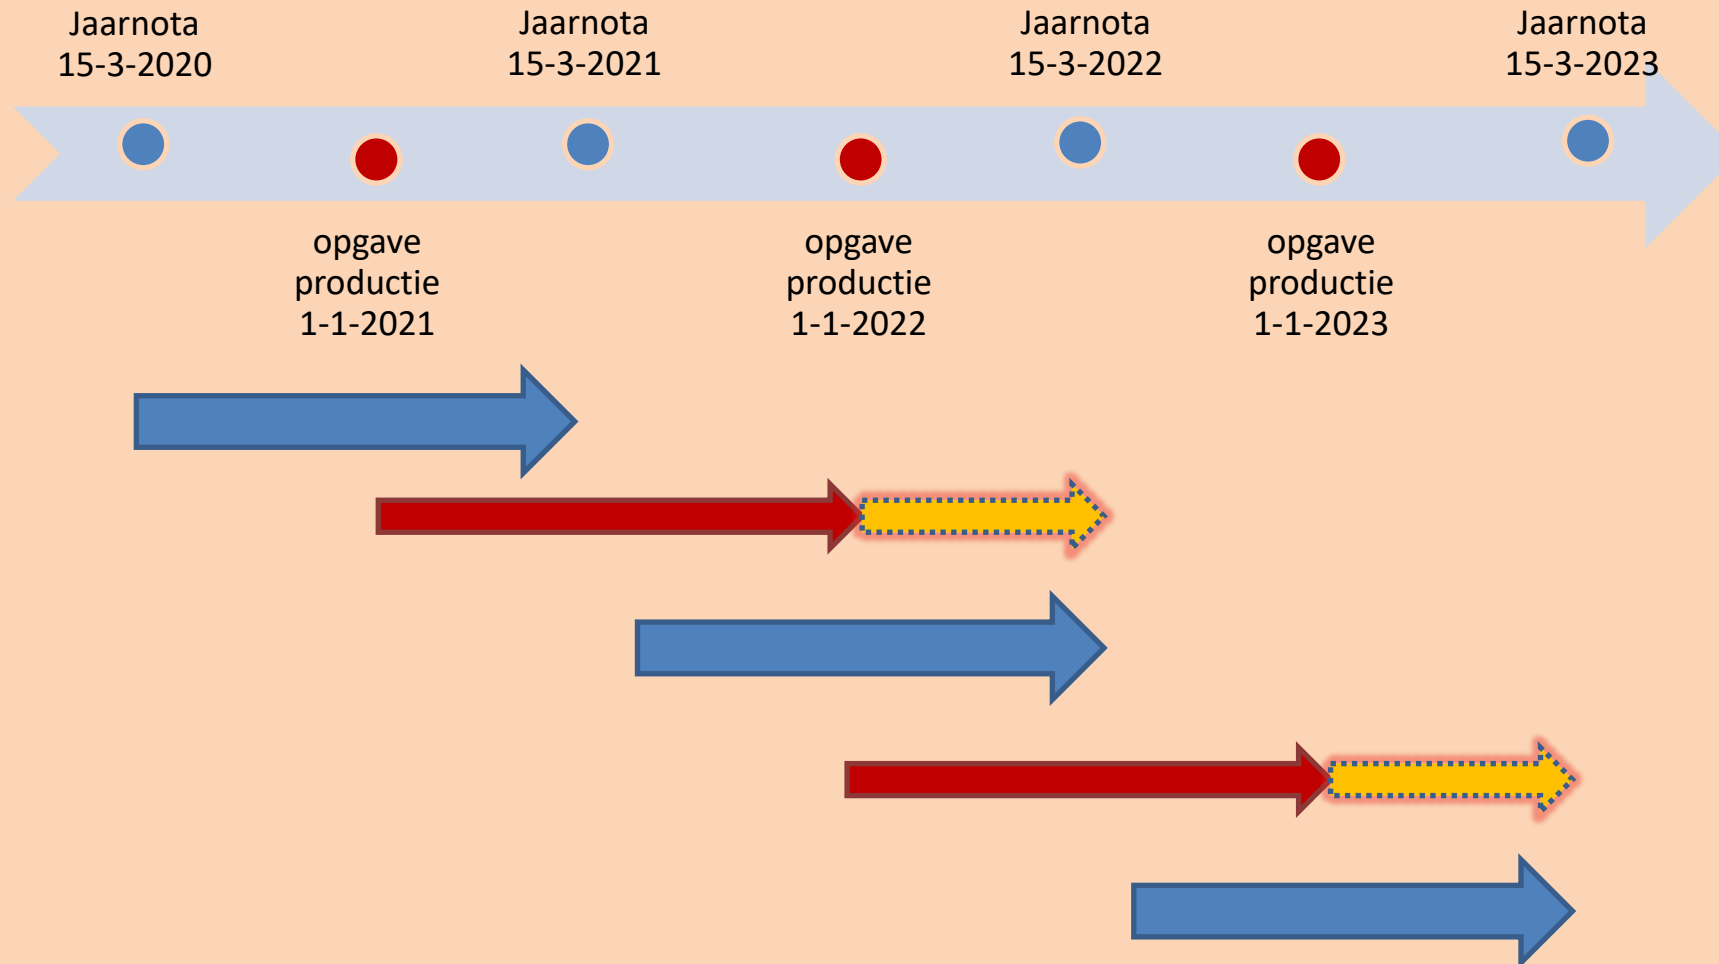 Jaarnota
15-3-2020
Jaarnota
15-3-2021
Jaarnota
15-3-2022
Jaarnota
15-3-2023
opgave
productie
1-1-2021
opgave
productie
1-1-2022
opgave
productie
1-1-2023